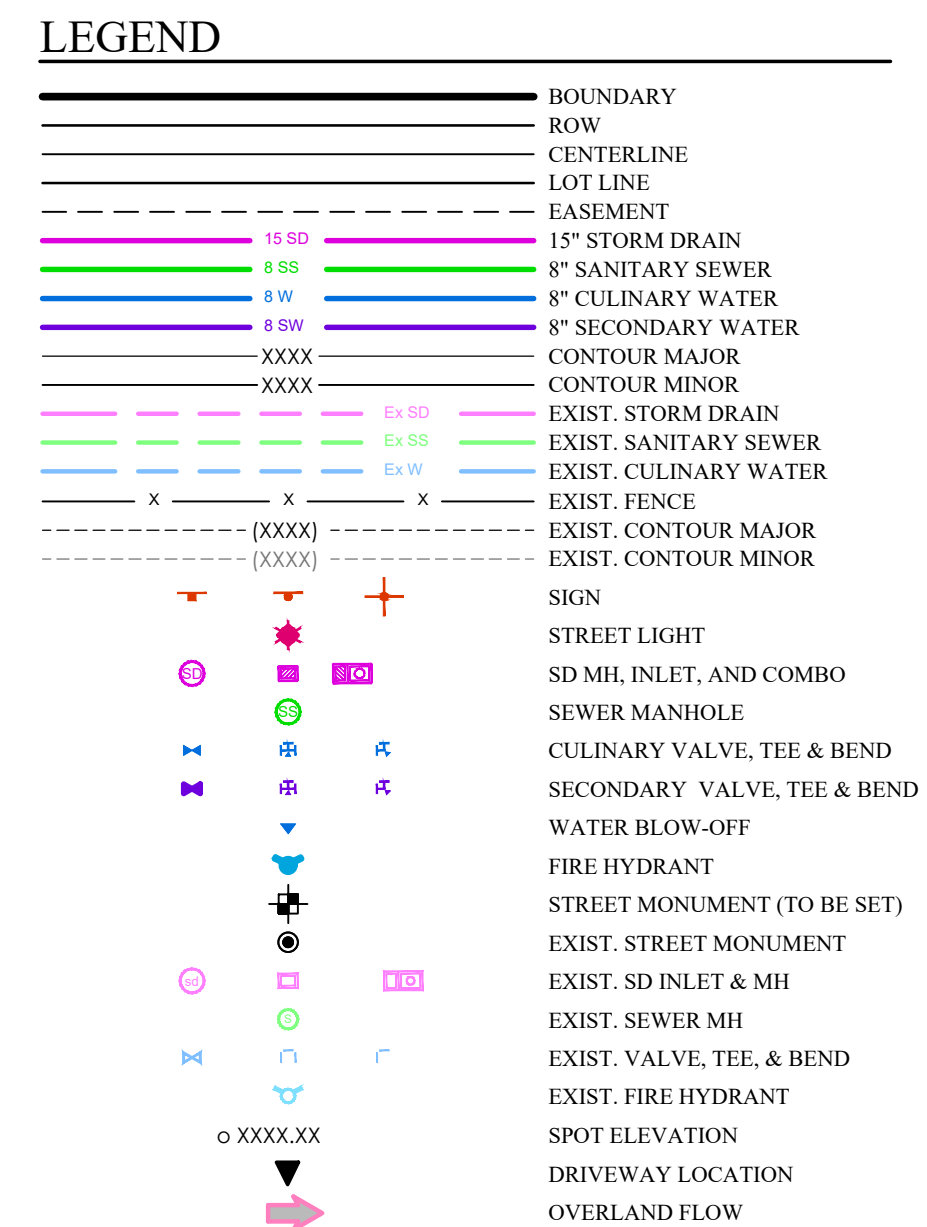 LEGEND
BOUNDARY
ROW
CENTERLINE
LOT LINE
EASEMENT
15 SD 15" STORM DRAIN
8 SS 8" SANITARY SEWER
8 W 8" CULINARY WATER
8 SW 8" SECONDARY WATER
XXXX CONTOUR MAJOR
XXXX CONTOUR MINOR
Ex SD EXIST. STORM DRAIN
Ex SS EXIST. SANITARY SEWER
Ex W EXIST. CULINARY WATER
X X X EXIST. FENCE
(XXXX) EXIST. CONTOUR MAJOR
(XXXX) EXIST. CONTOUR MINOR
SIGN
STREET LIGHT
SD SD MH, INLET, AND COMBO
SS SEWER MANHOLE
CULINARY VALVE, TEE & BEND
SECONDARY VALVE, TEE & BEND
WATER BLOW-OFF
FIRE HYDRANT
STREET MONUMENT (TO BE SET)
EXIST. STREET MONUMENT
sd EXIST. SD INLET & MH
S EXIST. SEWER MH
EXIST. VALVE, TEE, & BEND
EXIST. FIRE HYDRANT
o XXXX.XX SPOT ELEVATION
DRIVEWAY LOCATION
OVERLAND FLOW